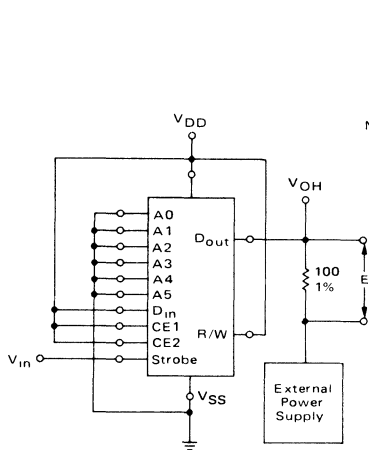 VDD
N
VOH
A0
A1
A2
A3
A4
A5
Din
CE1
CE2
Strobe
Dout
R/W
100
1%
E
Vin
VSS
External
Power
Supply